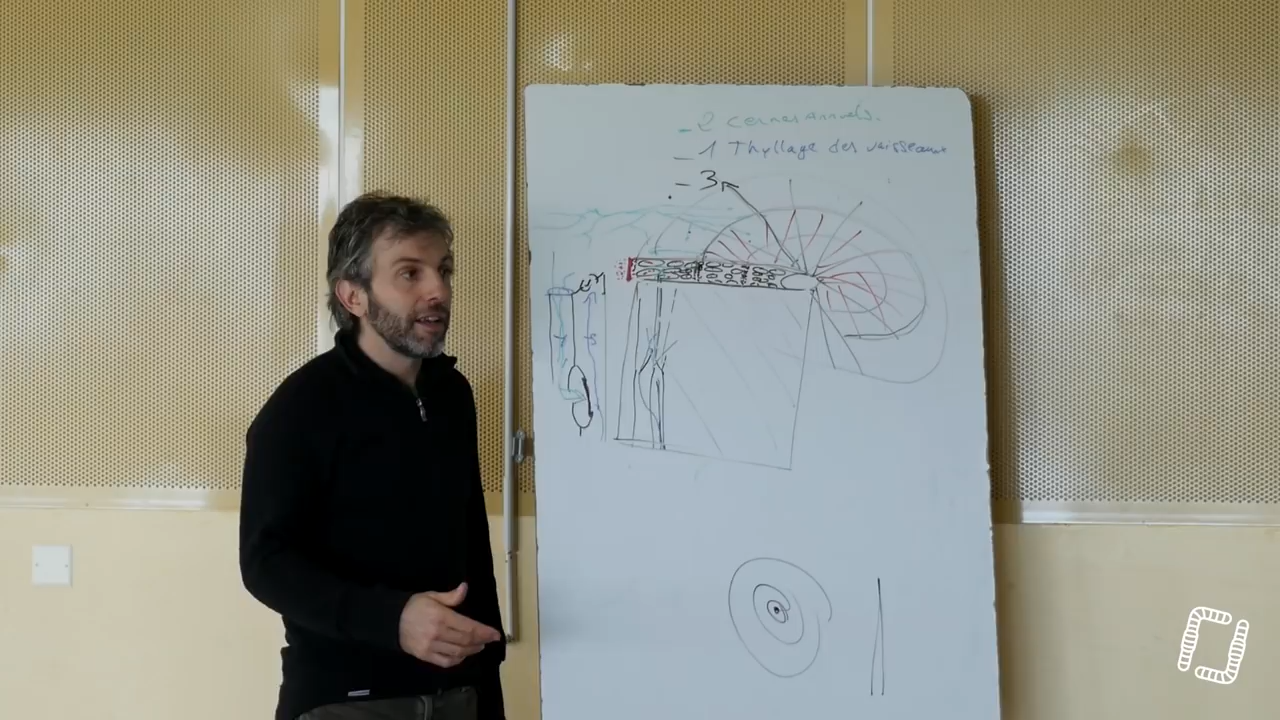 - 2 cernes annuels.
- 1 Thyllage des vaisseaux
- 3